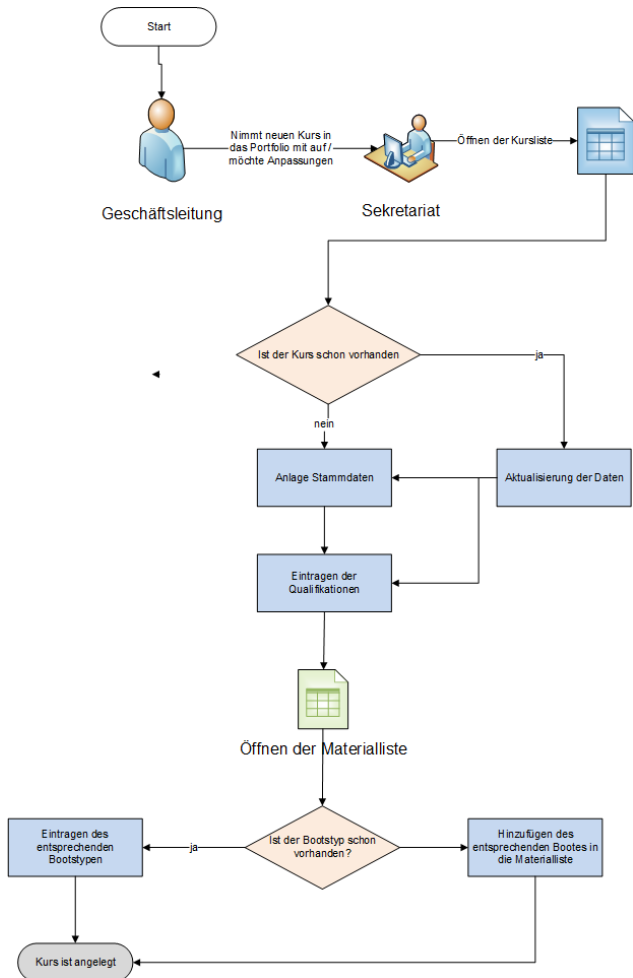 Start
Nimmt neuen Kurs in
das Portfolio mit auf /
möchte Anpassungen
Öffnen der Kursliste
Geschäftsleitung
Sekretariat
Ist der Kurs schon vorhanden
ja
nein
Anlage Stammdaten
Aktualisierung der Daten
Eintragen der
Qualifikationen
Öffnen der Materialliste
Eintragen des
entsprechenden
Bootstypen
ja
Ist der Bootstyp schon
vorhanden?
Hinzufügen des
entsprechenden Bootes in
die Materialliste
Kurs ist angelegt